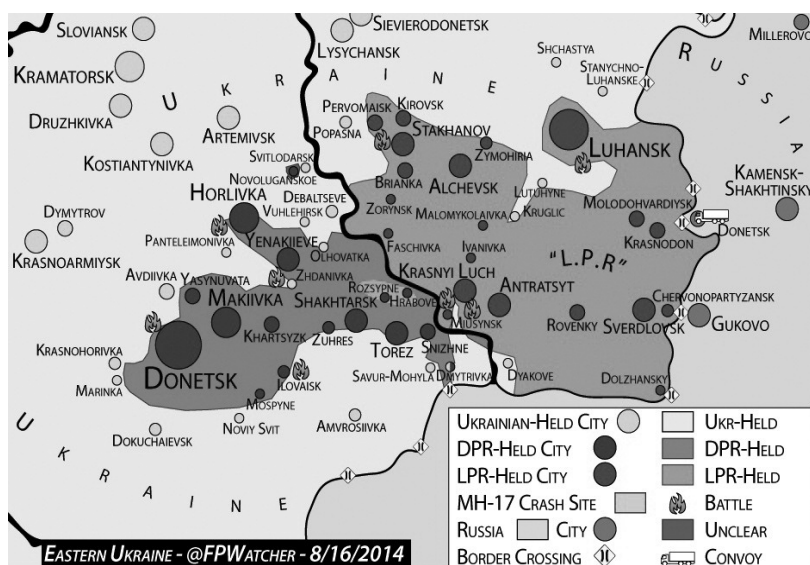 Sloviansk
Sievierodonetsk
Lysychansk
Millerovo
Kramatorsk
Shchastya
Stanychno-
Luhanske
Ukraine
Russia
Druzhkivka
Artemivsk
Pervomaisk
Kirovsk
Popasna
Stakhanov
Luhansk
Kostiantynivka
Zymohiria
Svitlodarsk
Novoluganskoe
Brianka
Alchevsk
Lutuhyne
Kamensk-
Shakhtinsky
Horlivka
Debaltseve
Vuhlehirsk
Zorynsk
Malomykolaivka
Kruglic
Molodohvardiysk
Donetsk
Krasnodon
Dymytrov
Yenakiieve
Panteleimonivka
Olhovatka
Faschivka
Ivanivka
Krasnoarmiysk
"L.P.R"
Avdiivka
Yasynuvata
Zhdanivka
Krasnyi Luch
Rozsypne
Hrabove
Antratsyt
Chervonopartyzansk
Makiivka
Shakhtarsk
Miusynsk
Rovenky
Sverdlovsk
Gukovo
Khartsyzk
Zuhres
Torez
Snizhne
Krasnohorivka
Donetsk
Savur-Mohyla
Dmytrivka
Dyakove
Marinka
Ilovaisk
Dolzhansky
Mospyne
Dokuchaievsk
Noviy Svit
Amvrosiivka
Ukraine
Ukrainian-Held City
Ukr-Held
DPR-Held City
DPR-Held
LPR-Held City
LPR-Held
MH-17 Crash Site
Battle
Russia
City
Unclear
Border Crossing
Convoy
Eastern Ukraine - @FPWatcher - 8/16/2014